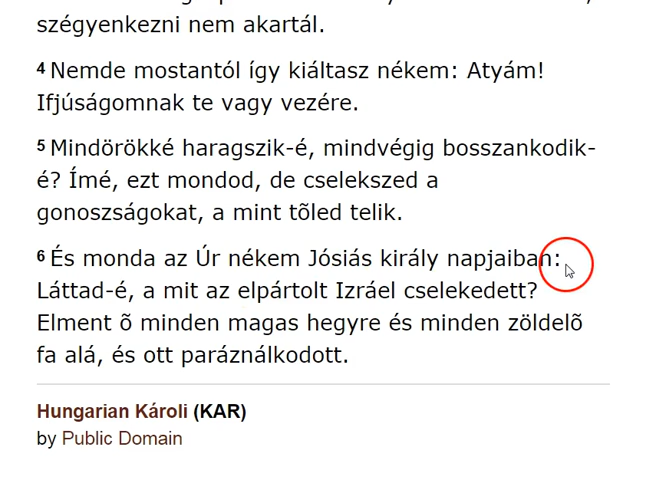 szégyenkezni nem akartál.
4 Nemde mostantól így kiáltasz nékem: Atyám!
Ifjúságomnak te vagy vezére.
5 Mindörökké haragszik-é, mindvégig bosszankodik-
é? Ímé, ezt mondod, de cselekszed a
gonoszságokat, a mint tõled telik.
6 És monda az Úr nékem Jósiás király napjaiban:
Láttad-é, a mit az elpártolt Izráel cselekedett?
Elment õ minden magas hegyre és minden zöldelõ
fa alá, és ott paráználkodott.
Hungarian Károli (KAR)
by Public Domain